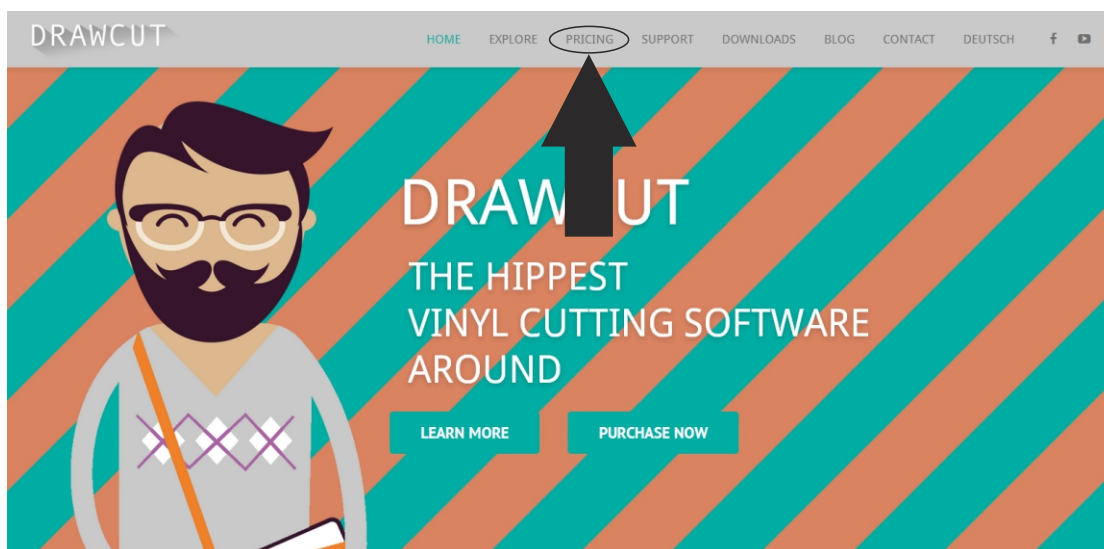 DRAWCUT
HOME EXPLORE PRICING SUPPORT DOWNLOADS BLOG CONTACT DEUTSCH
DRAW UT
THE HIPPEST
VINYL CUTTING SOFTWARE
AROUND
LEARN MORE PURCHASE NOW